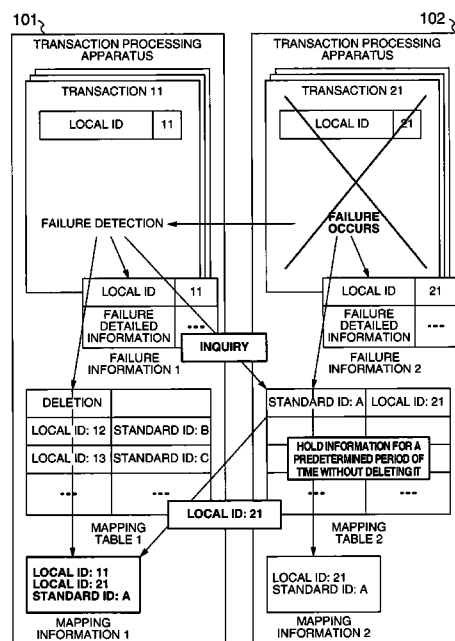 101
102
TRANSACTION PROCESSING
APPARATUS
TRANSACTION 11
LOCAL ID 11
FAILURE DETECTION
LOCAL ID 11
FAILURE
DETAILED
INFORMATION
---
FAILURE
INFORMATION 1
TRANSACTION PROCESSING
APPARATUS
TRANSACTION 21
LOCAL ID 21
FAILURE
OCCURS
LOCAL ID 21
FAILURE
DETAILED
INFORMATION
---
FAILURE
INFORMATION 2
INQUIRY
DELETION
LOCAL ID: 12 STANDARD ID: B
LOCAL ID: 13 STANDARD ID: C
--- ---
MAPPING
TABLE 1
STANDARD ID: A LOCAL ID: 21
HOLD INFORMATION FOR A
PREDETERMINED PERIOD OF
TIME WITHOUT DELETING IT
--- ---
MAPPING
TABLE 2
LOCAL ID: 21
LOCAL ID: 11
LOCAL ID: 21
STANDARD ID: A
MAPPING
INFORMATION 1
LOCAL ID: 21
STANDARD ID: A
MAPPING
INFORMATION 2